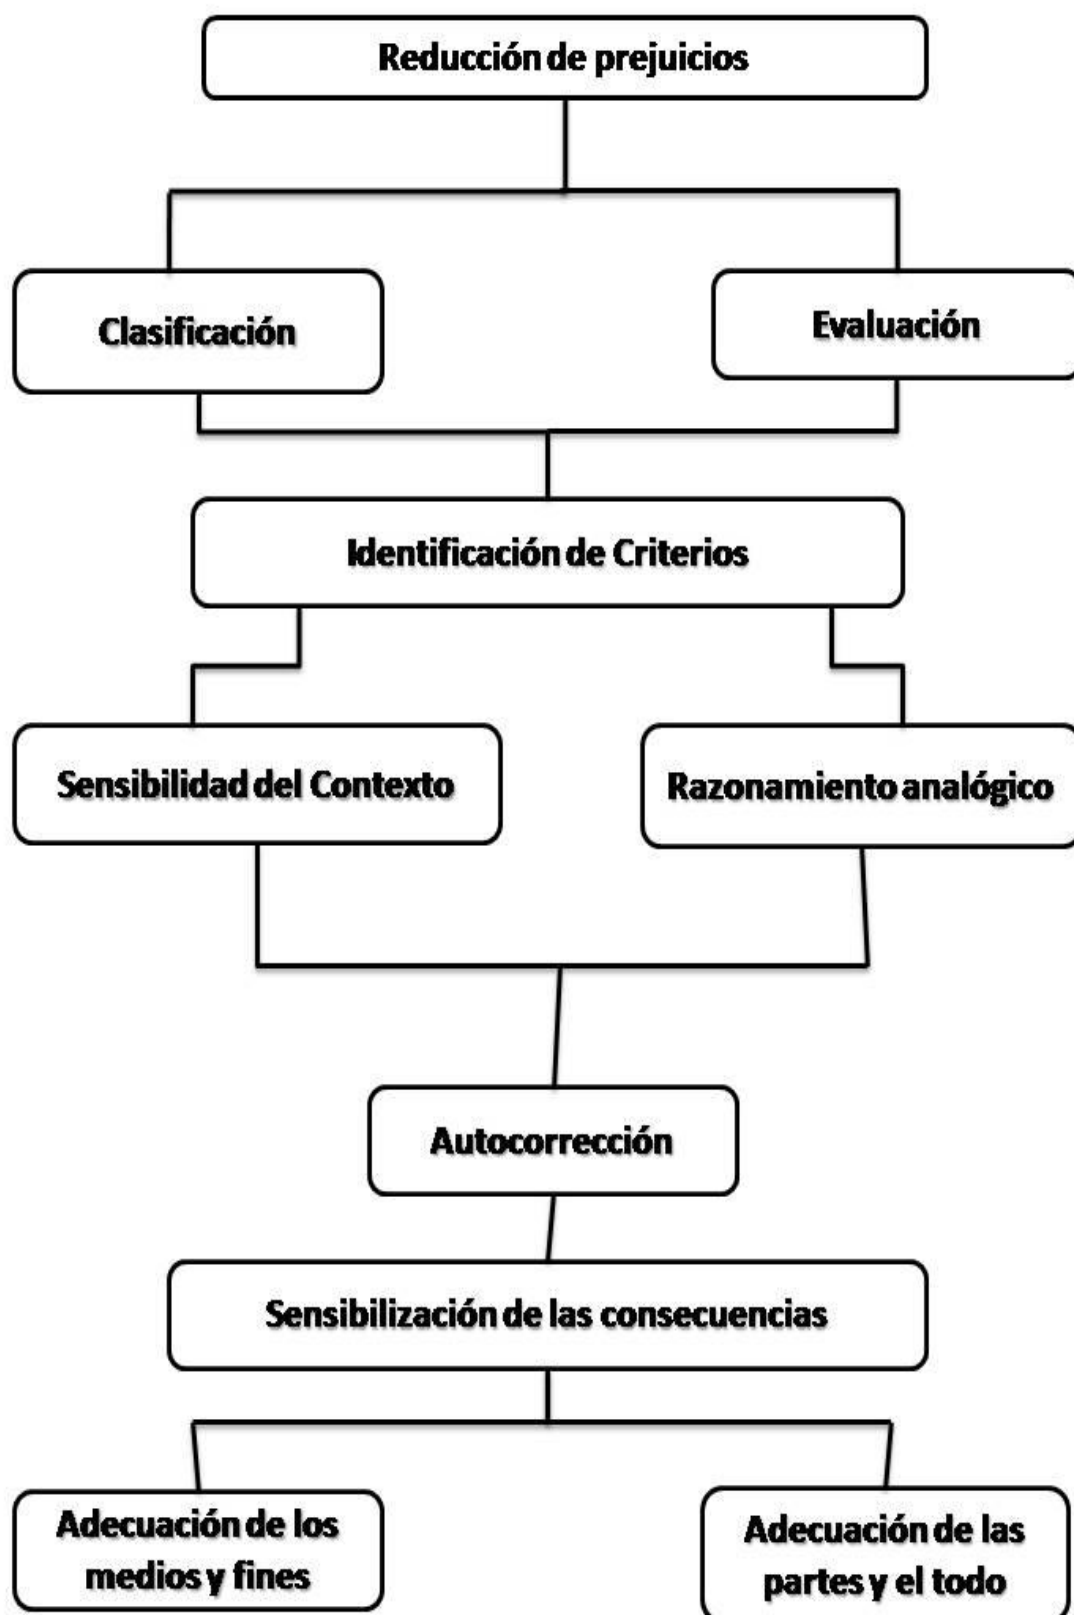 Reducción de prejuicios
Clasificación
Evaluación
Identificación de Criterios
Sensibilidad del Contexto
Razonamiento analógico
Autocorrección
Sensibilización de las consecuencias
Adecuación de los
medios y fines
Adecuación de las
partes y el todo